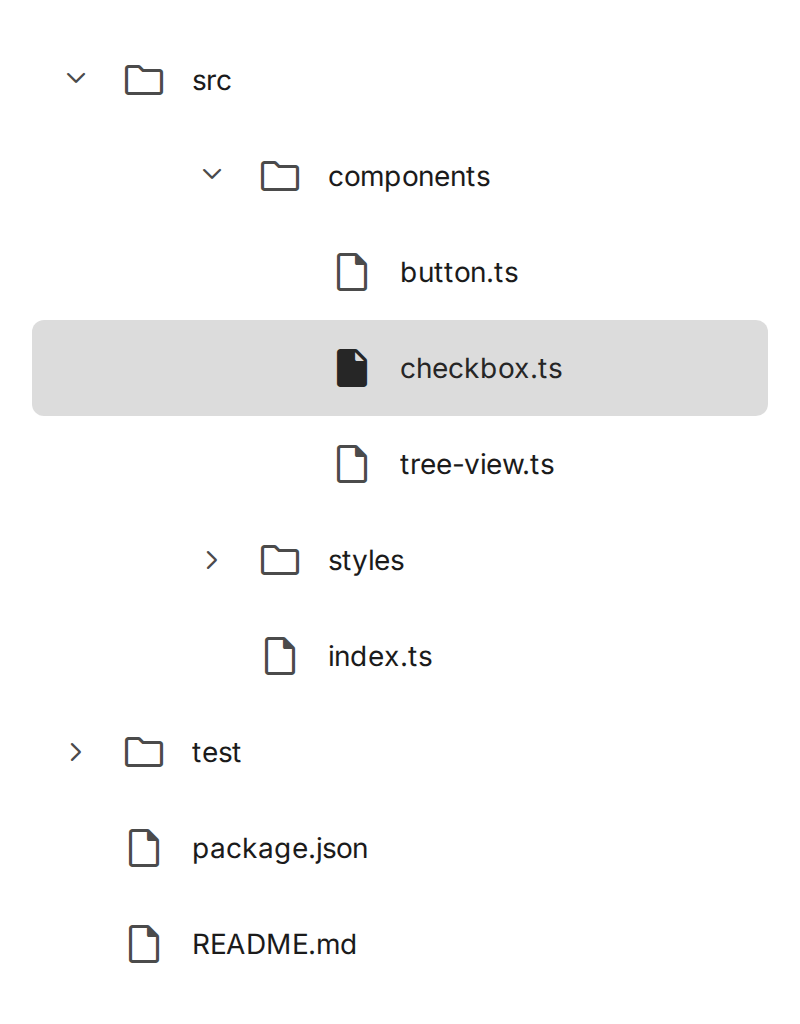 src
components
button.ts
checkbox.ts
tree-view.ts
styles
index.ts
test
package.json
README.md